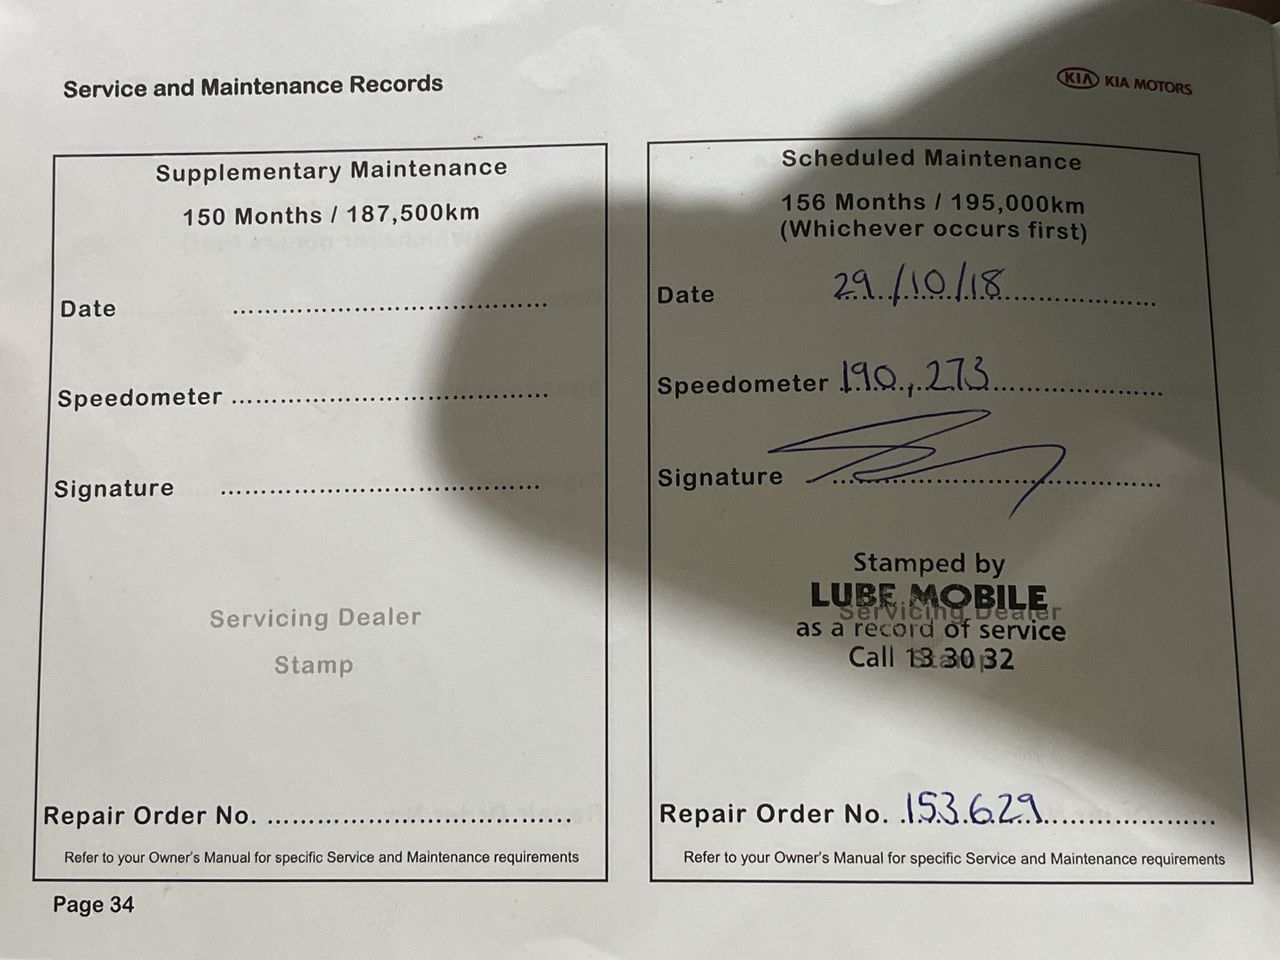 Service and Maintenance Records
KIA KIA MOTORS
Supplementary Maintenance
150 Months / 187,500km
Date ........................................
Speedometer ........................................
Signature ........................................
Servicing Dealer
Stamp
Repair Order No. ........................................
Refer to your Owner's Manual for specific Service and Maintenance requirements
Scheduled Maintenance
156 Months / 195,000km
(Whichever occurs first)
Date 29/10/18
Speedometer 190,273
Signature
Stamped by
LUBE MOBILE
Servicing Dealer
as a record of service
Call 13 30 32
Stamp
Repair Order No. 153629
Refer to your Owner's Manual for specific Service and Maintenance requirements
Page 34